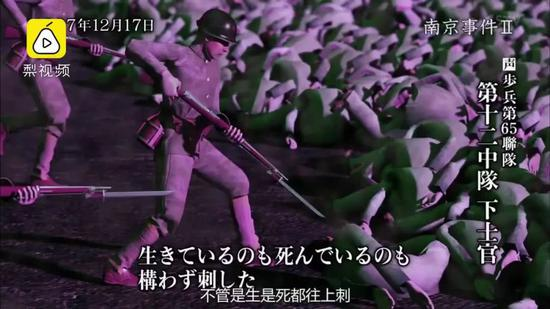 7年12月17日
南京事件Ⅱ
梨视频
歩兵第65聯隊
第十二中隊 下士官
生きているのも死んでいるのも
構わず刺した
不管是生是死都往上刺